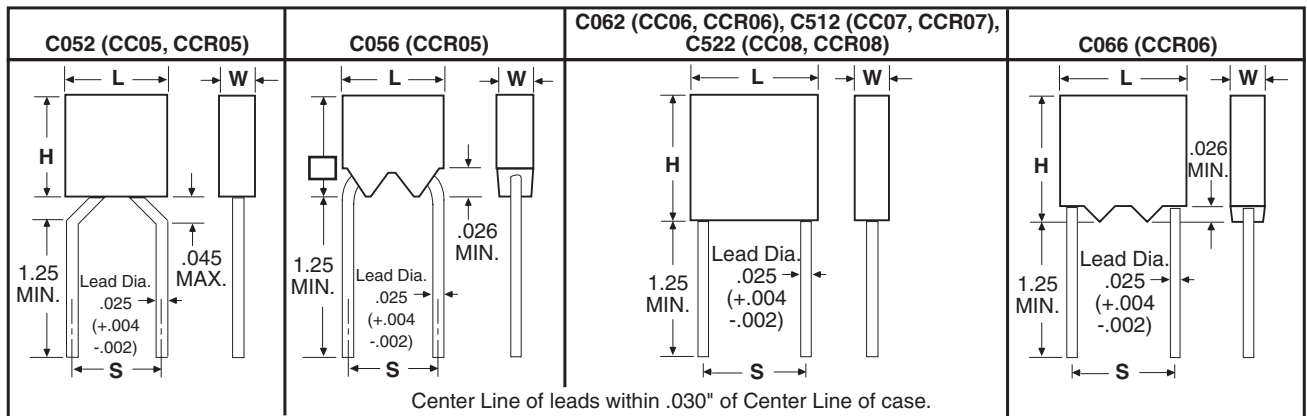 C052 (CC05, CCR05)
L
W
H
1.25
MIN.
Lead Dia.
.025
(+.004
-.002)
.045
MAX.
S
C056 (CCR05)
L
W
1.25
MIN.
Lead Dia.
.025
(+.004
-.002)
.026
MIN.
S
C062 (CC06, CCR06), C512 (CC07, CCR07),
C522 (CC08, CCR08)
L
W
H
1.25
MIN.
Lead Dia.
.025
(+.004
-.002)
S
C066 (CCR06)
L
W
H
.026
MIN.
1.25
MIN.
Lead Dia.
.025
(+.004
-.002)
S
Center Line of leads within .030" of Center Line of case.